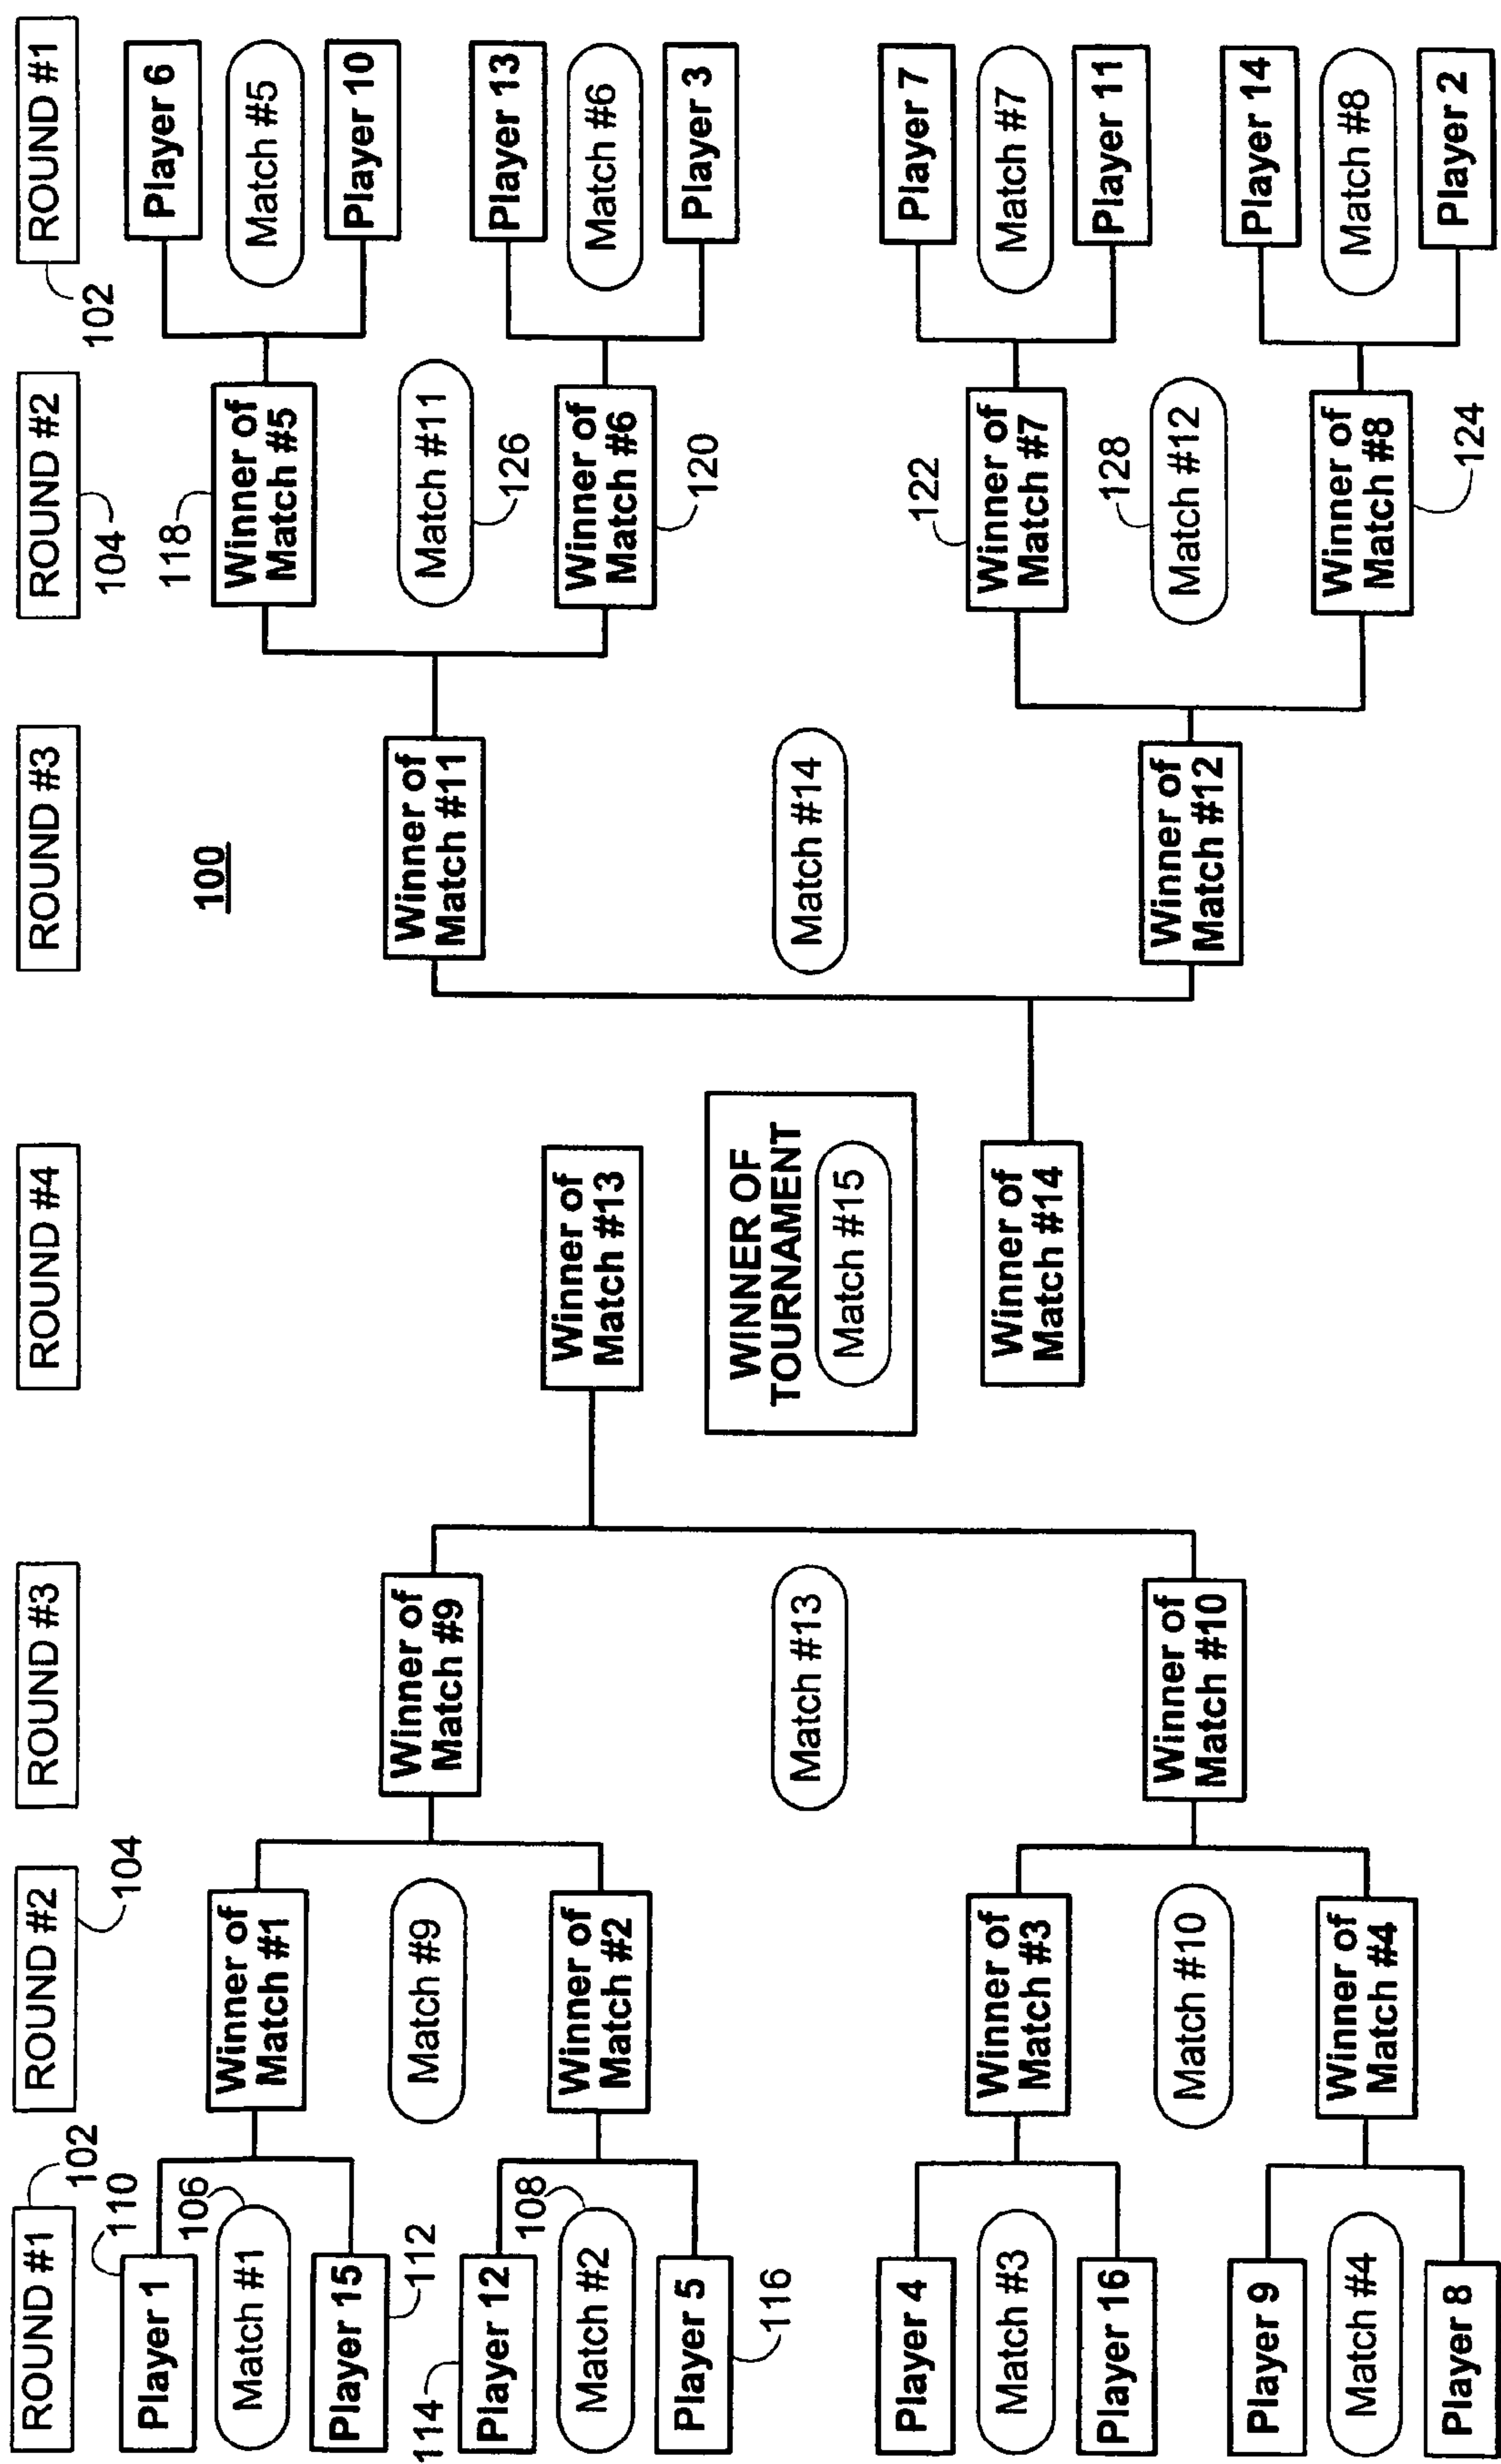 ROUND #1
ROUND #2
ROUND #3
ROUND #4
ROUND #3
ROUND #2
ROUND #1
102
104
104
102
100
110
Player 1
106
Match #1
Player 15
112
114
Player 12
108
Match #2
Player 5
116
Player 4
Match #3
Player 16
Player 9
Match #4
Player 8
Winner of
Match #1
Match #9
Winner of
Match #2
Winner of
Match #3
Match #10
Winner of
Match #4
Winner of
Match #9
Match #13
Winner of
Match #10
Winner of
Match #13
WINNER OF
TOURNAMENT
Match #15
Winner of
Match #14
Winner of
Match #11
Match #14
Winner of
Match #12
118
Winner of
Match #5
Match #11
126
Winner of
Match #6
120
122
Winner of
Match #7
128
Match #12
Winner of
Match #8
124
Player 6
Match #5
Player 10
Player 13
Match #6
Player 3
Player 7
Match #7
Player 11
Player 14
Match #8
Player 2